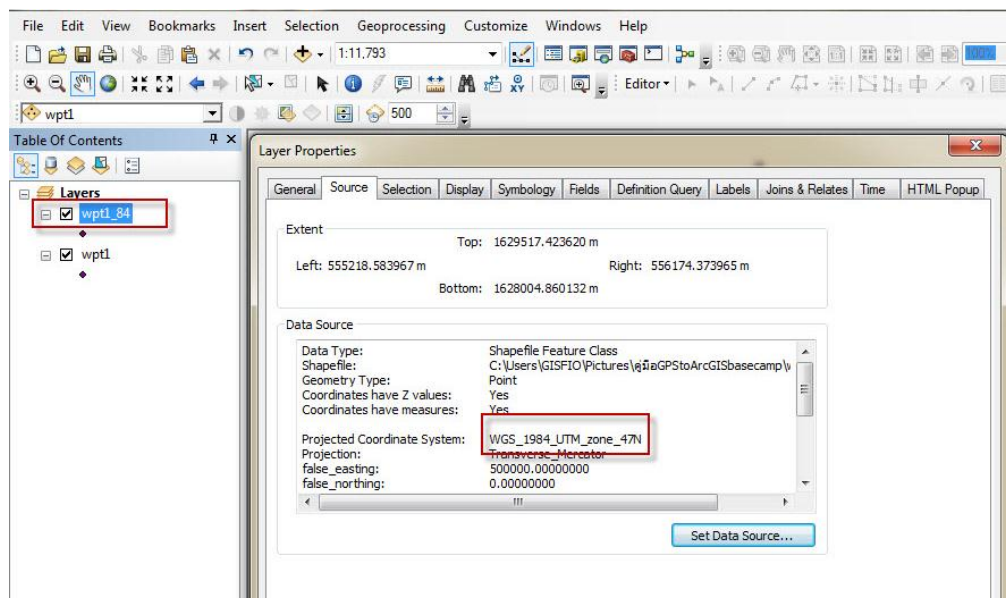 File Edit View Bookmarks Insert Selection Geoprocessing Customize Windows Help
1:11,793
100%
Editor
wpt1
500
Table Of Contents
Layers
wpt1_84
wpt1
Layer Properties
General Source Selection Display Symbology Fields Definition Query Labels Joins & Relates Time HTML Popup
Extent
Top: 1629517.423620 m
Left: 555218.583967 m Right: 556174.373965 m
Bottom: 1628004.860132 m
Data Source
Data Type: Shapefile Feature Class
Shapefile: C:\Users\GISFIO\Pictures\คู่มือGPStoArcGISbasecamp\
Geometry Type: Point
Coordinates have Z values: Yes
Coordinates have measures: Yes
Projected Coordinate System: WGS_1984_UTM_zone_47N
Projection: Transverse_Mercator
false_easting: 500000.00000000
false_northing: 0.00000000
Set Data Source...